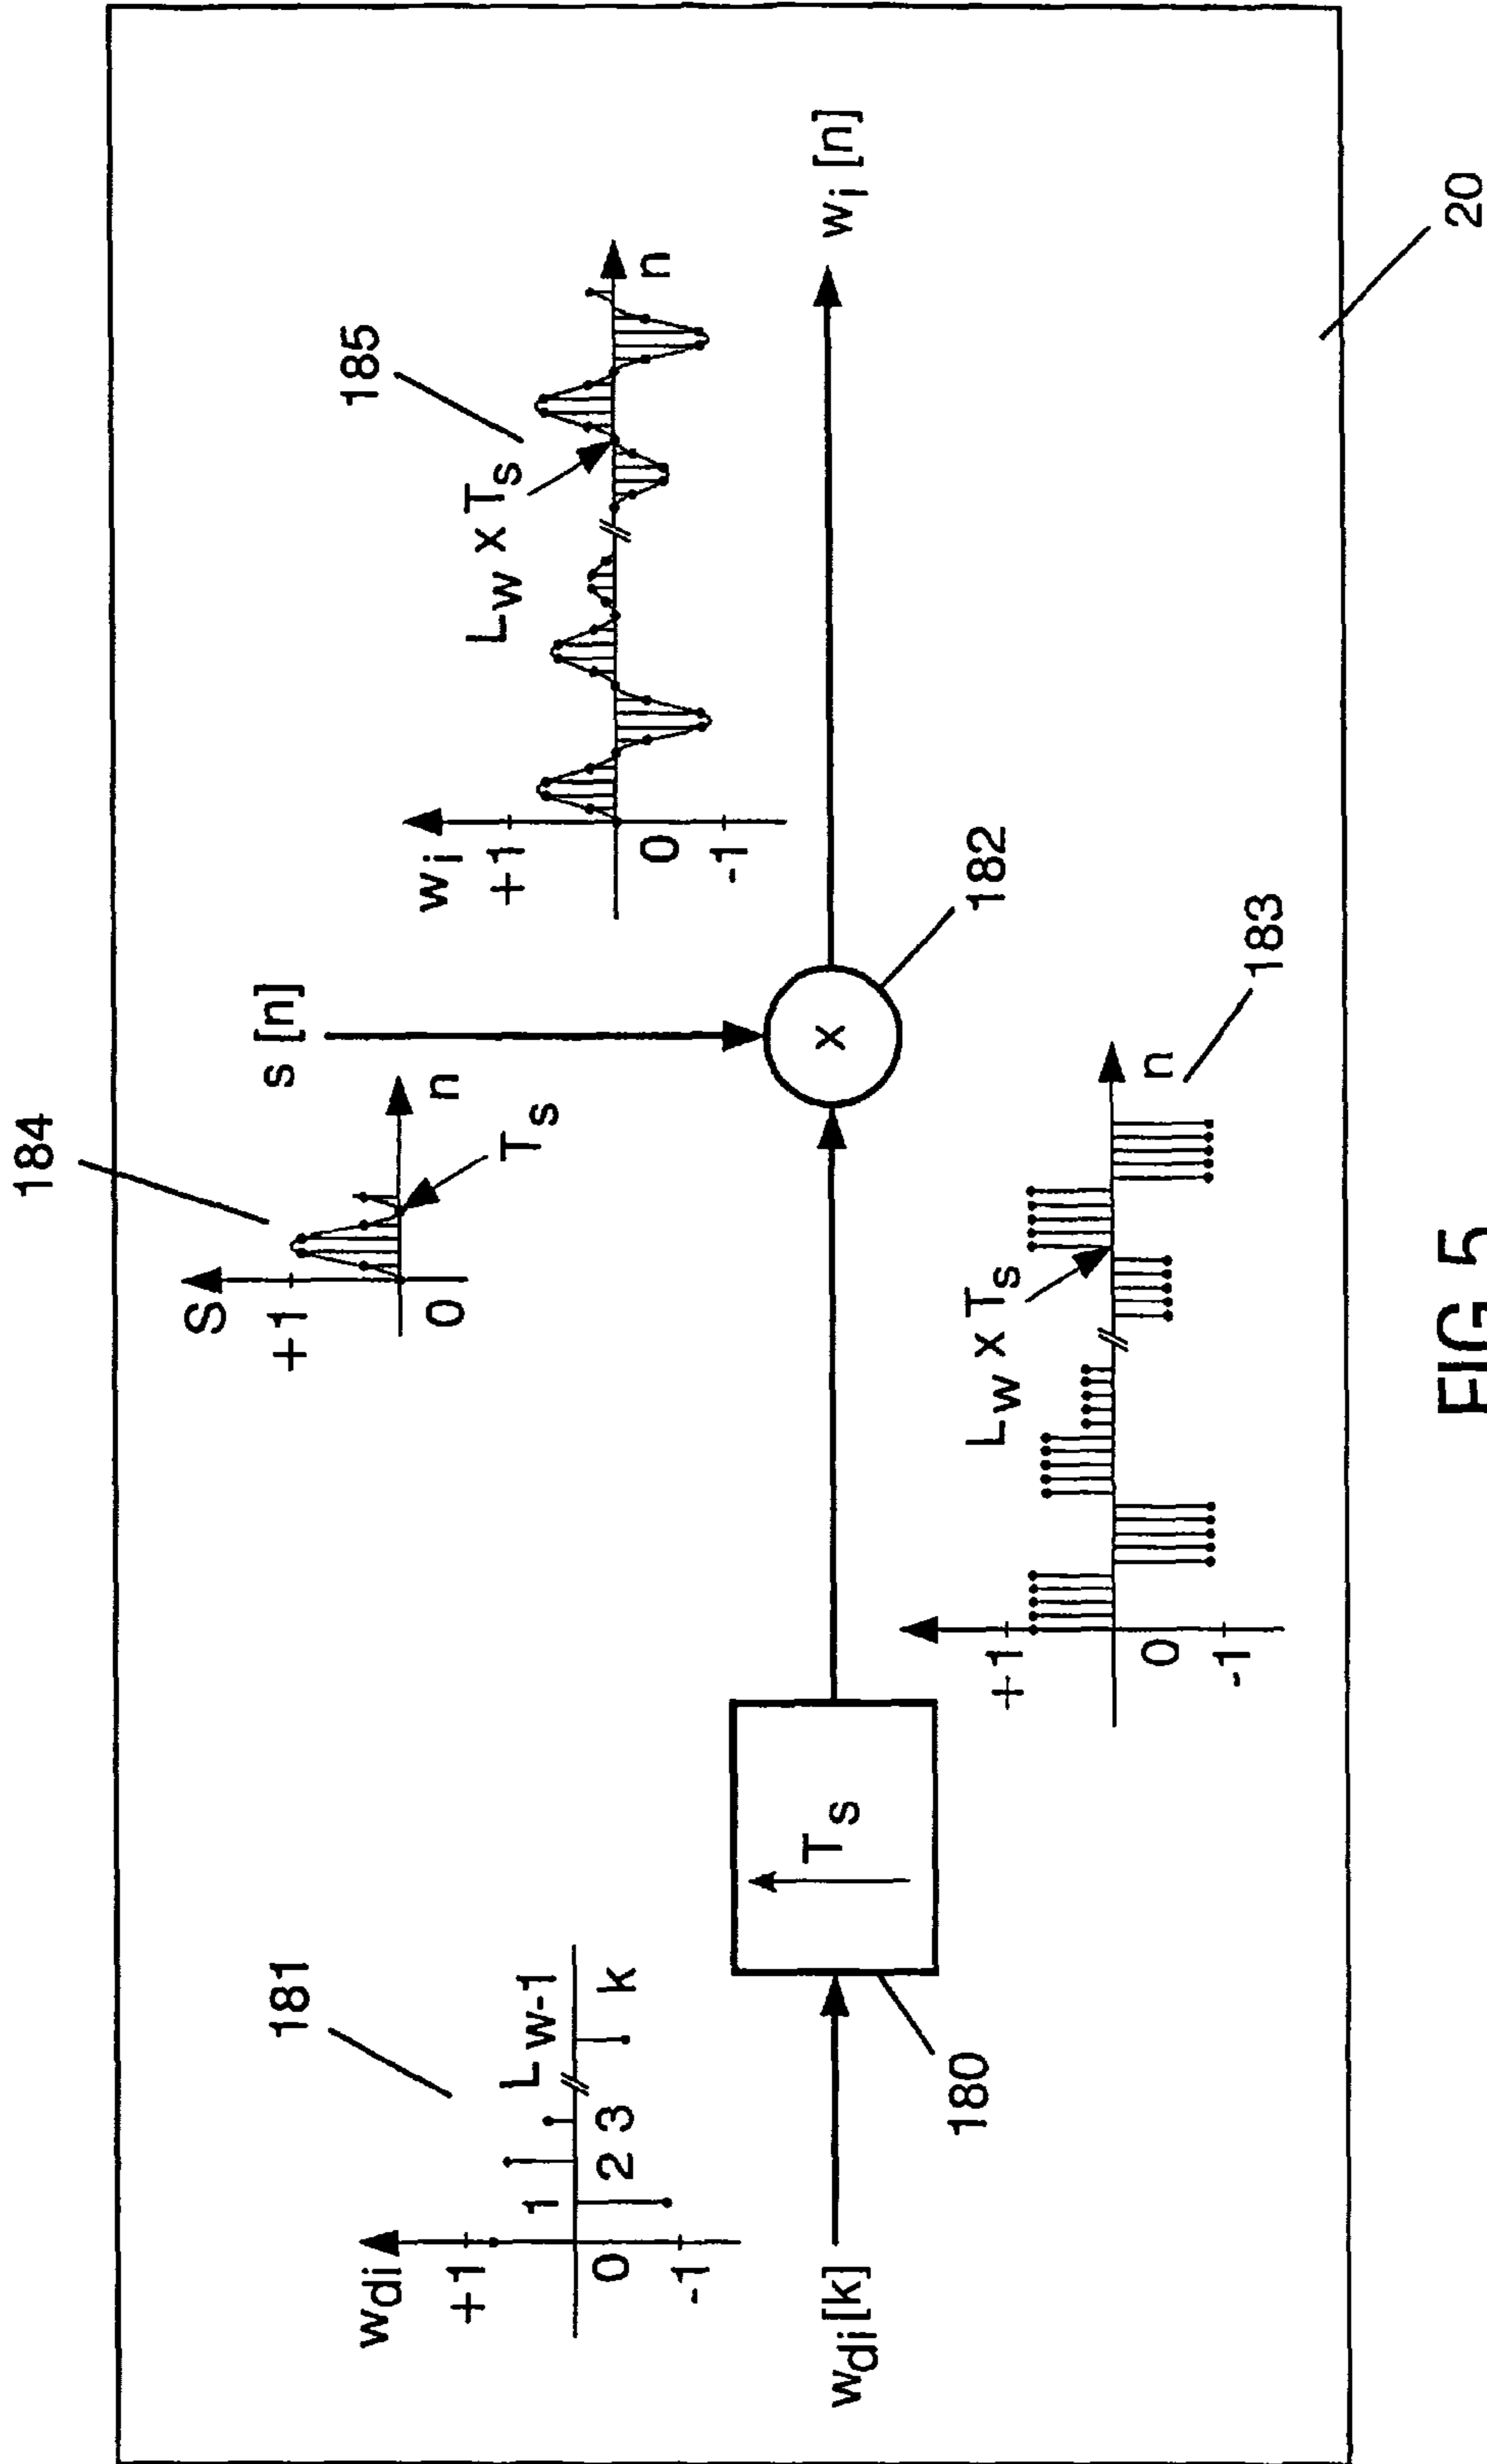 184
s [n]
S
+1
0
n
T_s
185
w_i
+1
0
-1
L_w x T_s
n
181
w_di
+1
0
-1
1
2 3
L_w-1
k
w_di[k]
T_s
180
x
182
w_i [n]
+1
0
-1
L_w x T_s
n
183
20
FIG. 5